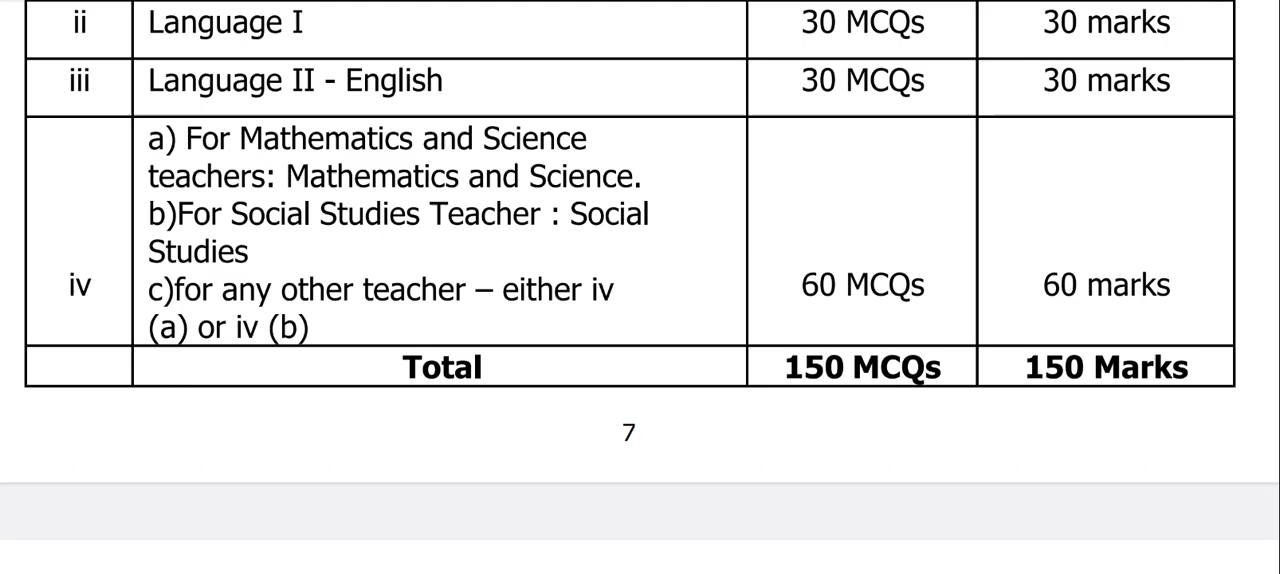 ii Language I 30 MCQs 30 marks
iii Language II - English 30 MCQs 30 marks
a) For Mathematics and Science
teachers: Mathematics and Science.
b)For Social Studies Teacher : Social
Studies
iv c)for any other teacher – either iv 60 MCQs 60 marks
(a) or iv (b)
Total 150 MCQs 150 Marks
7